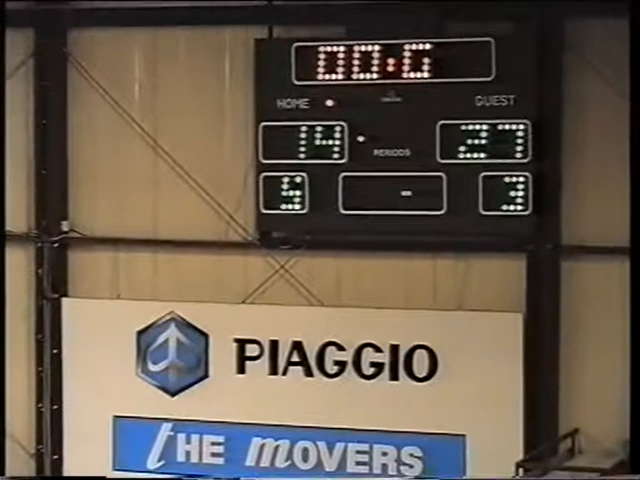 00:6
HOME GUEST
14 PERIODS 27
5 - 3
PIAGGIO
THE MOVERS